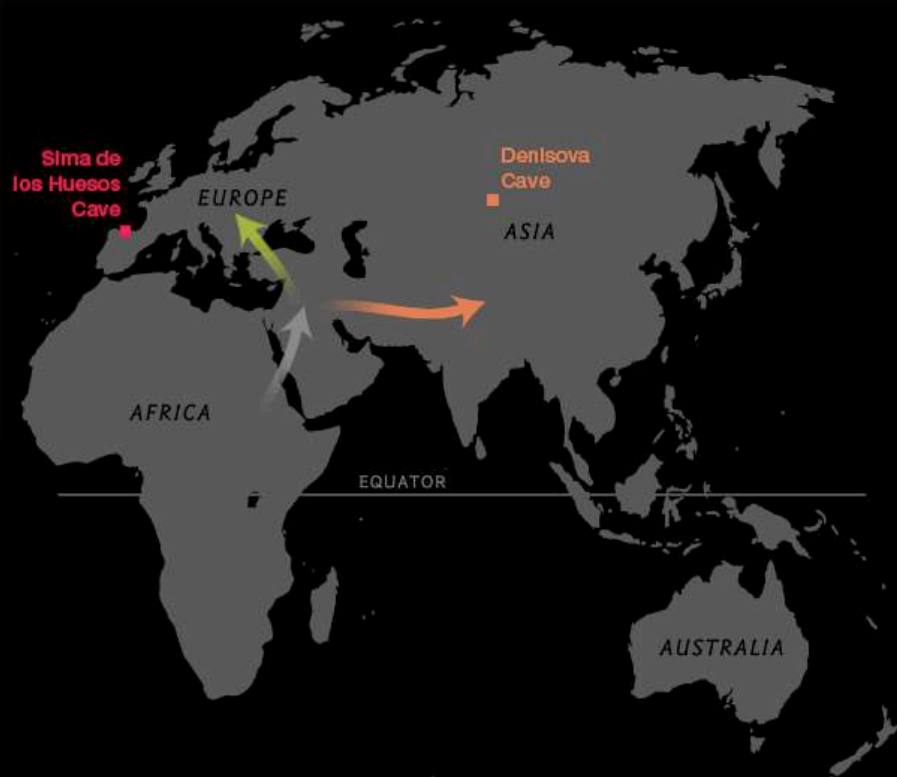 Sima de
los Huesos
Cave
EUROPE
Denisova
Cave
ASIA
AFRICA
EQUATOR
AUSTRALIA